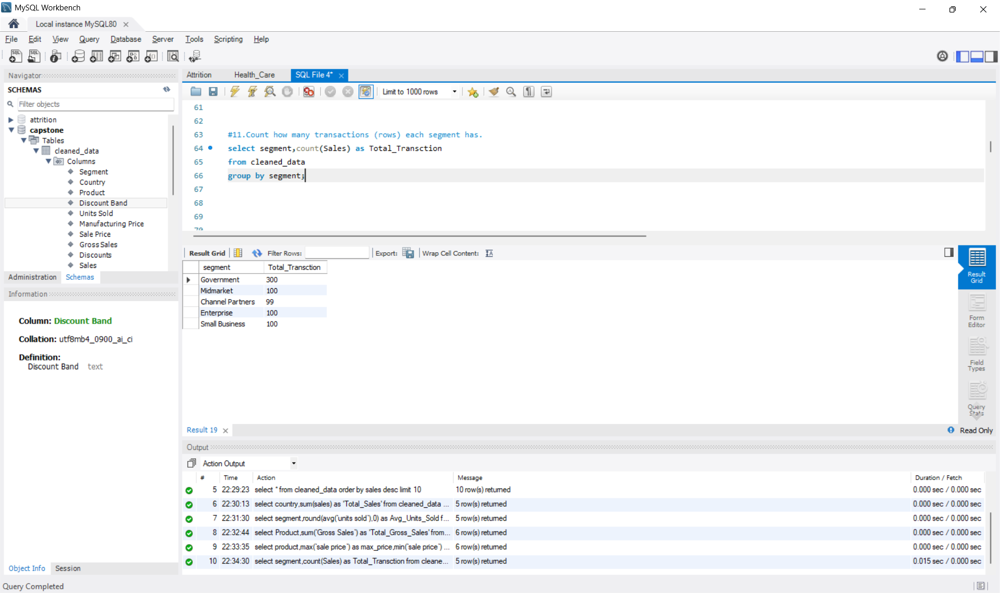 MySQL Workbench
Local instance MySQL80
File Edit View Query Database Server Tools Scripting Help
Navigator
SCHEMAS
Filter objects
attrition
capstone
Tables
cleaned_data
Columns
Segment
Country
Product
Discount Band
Units Sold
Manufacturing Price
Sale Price
Gross Sales
Discounts
Sales
Administration Schemas
Information
Column: Discount Band
Collation: utf8mb4_0900_ai_ci
Definition:
Discount Band text
Object Info Session
Attrition Health_Care SQL File 4*
Limit to 1000 rows
61
62
63 #11.Count how many transactions (rows) each segment has.
64 select segment,count(Sales) as Total_Transction
65 from cleaned_data
66 group by segment;
67
68
69
70
Result Grid Filter Rows: Export: Wrap Cell Content:
segment Total_Transction
Government 300
Midmarket 100
Channel Partners 99
Enterprise 100
Small Business 100
Result Grid
Form Editor
Field Types
Query Stats
Result 19
Read Only
Output
Action Output
# Time Action Message Duration / Fetch
5 22:29:23 select * from cleaned_data order by sales desc limit 10 10 row(s) returned 0.000 sec / 0.000 sec
6 22:30:13 select country,sum(sales) as 'Total_Sales' from cleaned_data ... 5 row(s) returned 0.000 sec / 0.000 sec
7 22:31:30 select segment,round(avg(`units sold`),0) as Avg_Units_Sold f... 5 row(s) returned 0.000 sec / 0.000 sec
8 22:32:44 select Product,sum(`Gross Sales`) as 'Total_Gross_Sales' from... 6 row(s) returned 0.000 sec / 0.000 sec
9 22:33:35 select product,max(`sale price`) as max_price,min(`sale price`) ... 6 row(s) returned 0.000 sec / 0.000 sec
10 22:34:30 select segment,count(Sales) as Total_Transction from cleane... 5 row(s) returned 0.015 sec / 0.000 sec
Query Completed